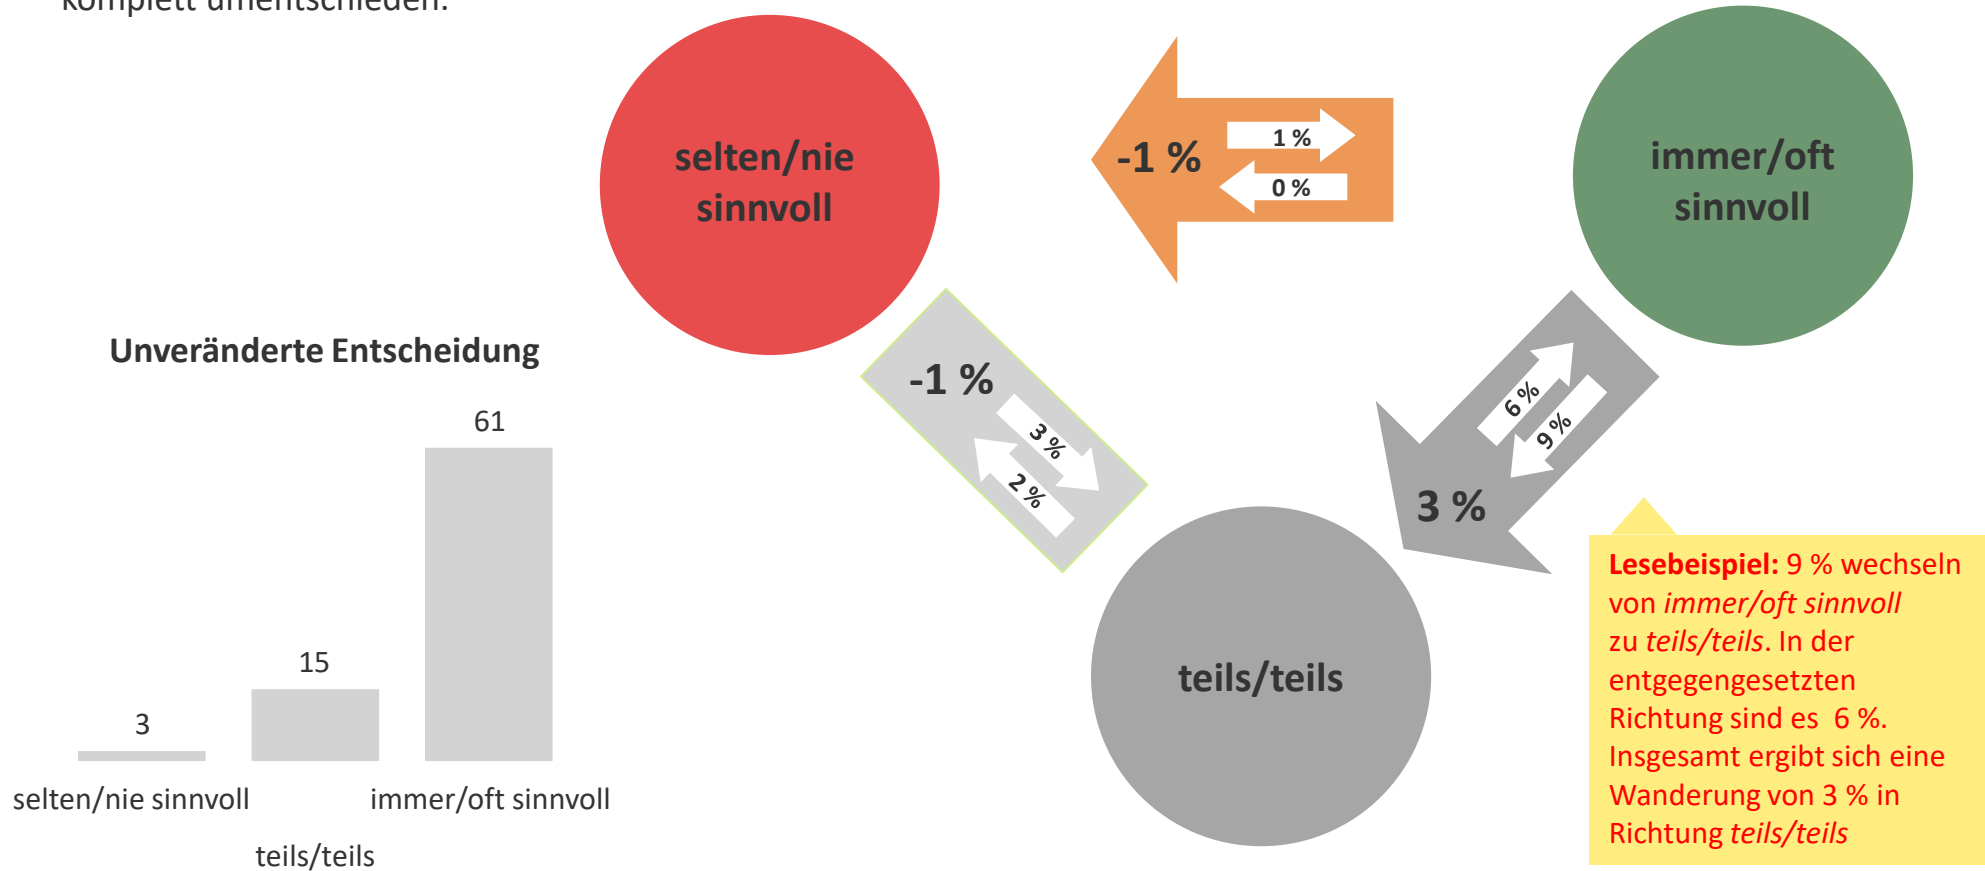 komplett umentschieden.
selten/nie
sinnvoll
-1 %
1 %
0 %
immer/oft
sinnvoll
-1 %
3 %
2 %
6 %
9 %
3 %
teils/teils
Unveränderte Entscheidung
61
15
3
selten/nie sinnvoll
immer/oft sinnvoll
teils/teils
Lesebeispiel: 9 % wechseln
von immer/oft sinnvoll
zu teils/teils. In der
entgegengesetzten
Richtung sind es 6 %.
Insgesamt ergibt sich eine
Wanderung von 3 % in
Richtung teils/teils